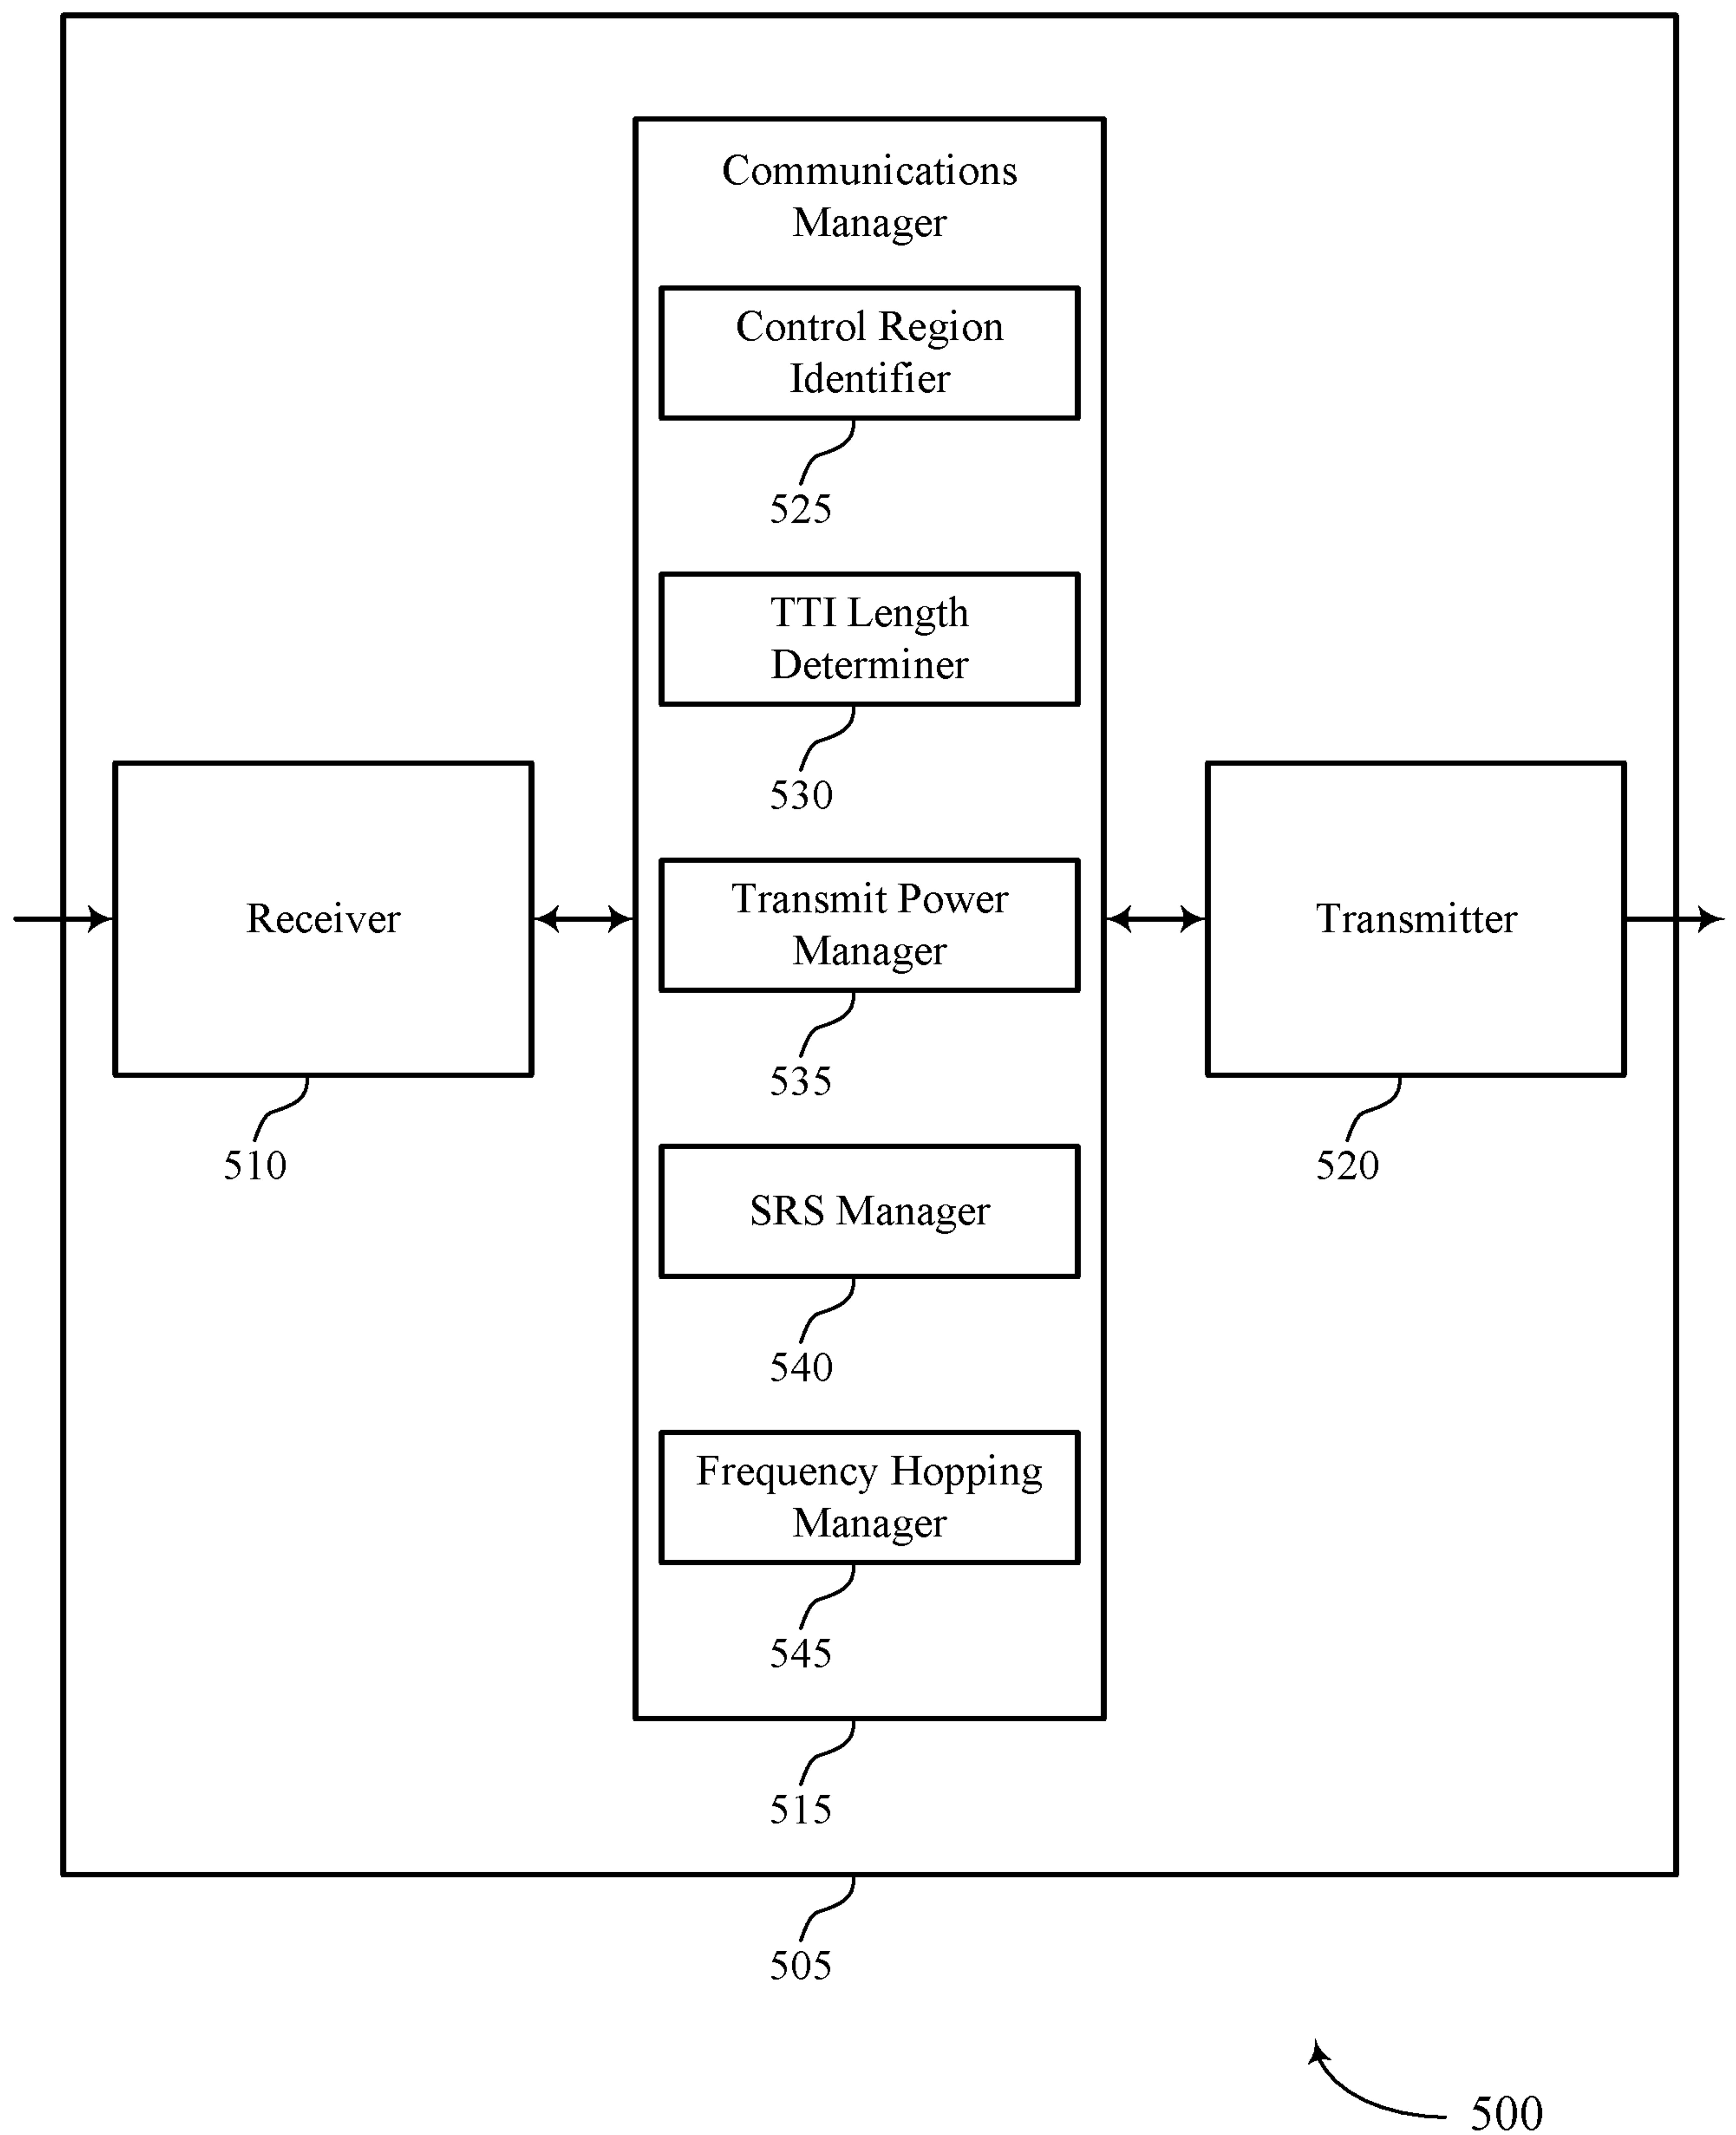 Communications
Manager
Control Region
Identifier
525
TTI Length
Determiner
530
Receiver
510
Transmit Power
Manager
535
Transmitter
520
SRS Manager
540
Frequency Hopping
Manager
545
515
505
500